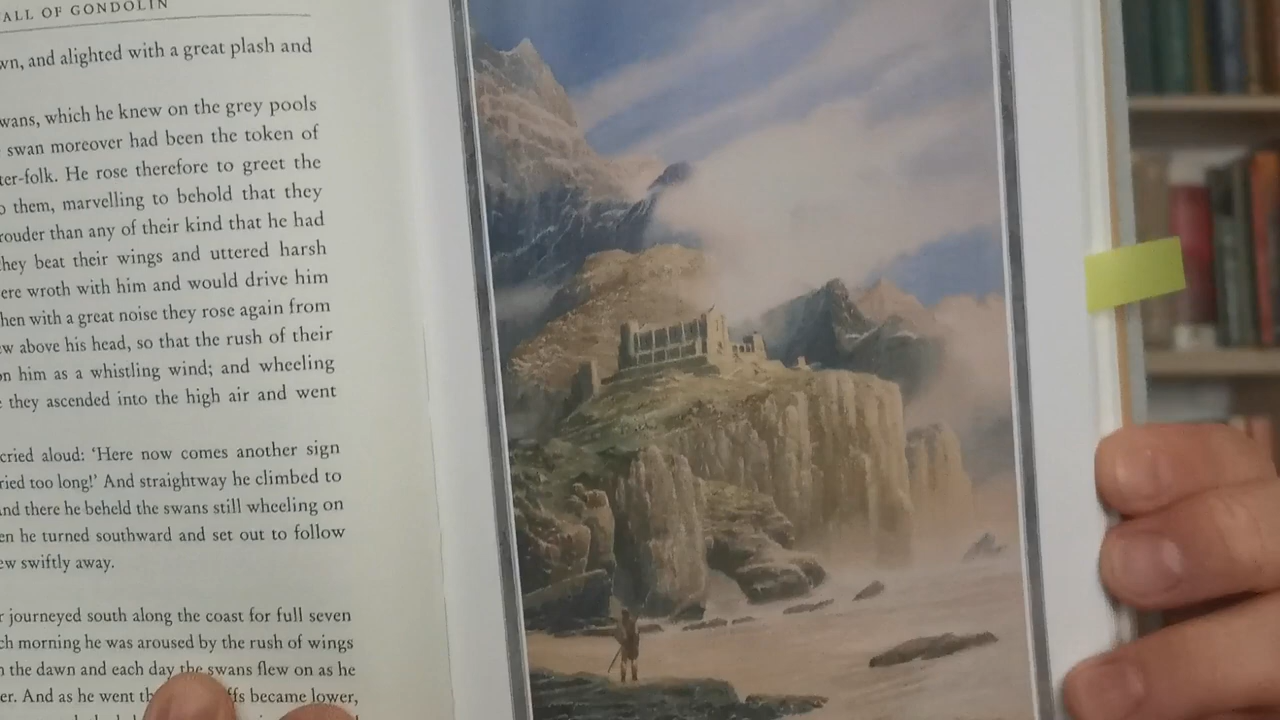 ALL OF GONDOLIN
wn, and alighted with a great plash and
wans, which he knew on the grey pools
swan moreover had been the token of
ter-folk. He rose therefore to greet the
o them, marvelling to behold that they
rouder than any of their kind that he had
hey beat their wings and uttered harsh
ere wroth with him and would drive him
hen with a great noise they rose again from
ew above his head, so that the rush of their
on him as a whistling wind; and wheeling
they ascended into the high air and went
cried aloud: ‘Here now comes another sign
ried too long!’ And straightway he climbed to
and there he beheld the swans still wheeling on
en he turned southward and set out to follow
ew swiftly away.
r journeyed south along the coast for full seven
ch morning he was aroused by the rush of wings
n the dawn and each day the swans flew on as he
er. And as he went th ffs became lower,